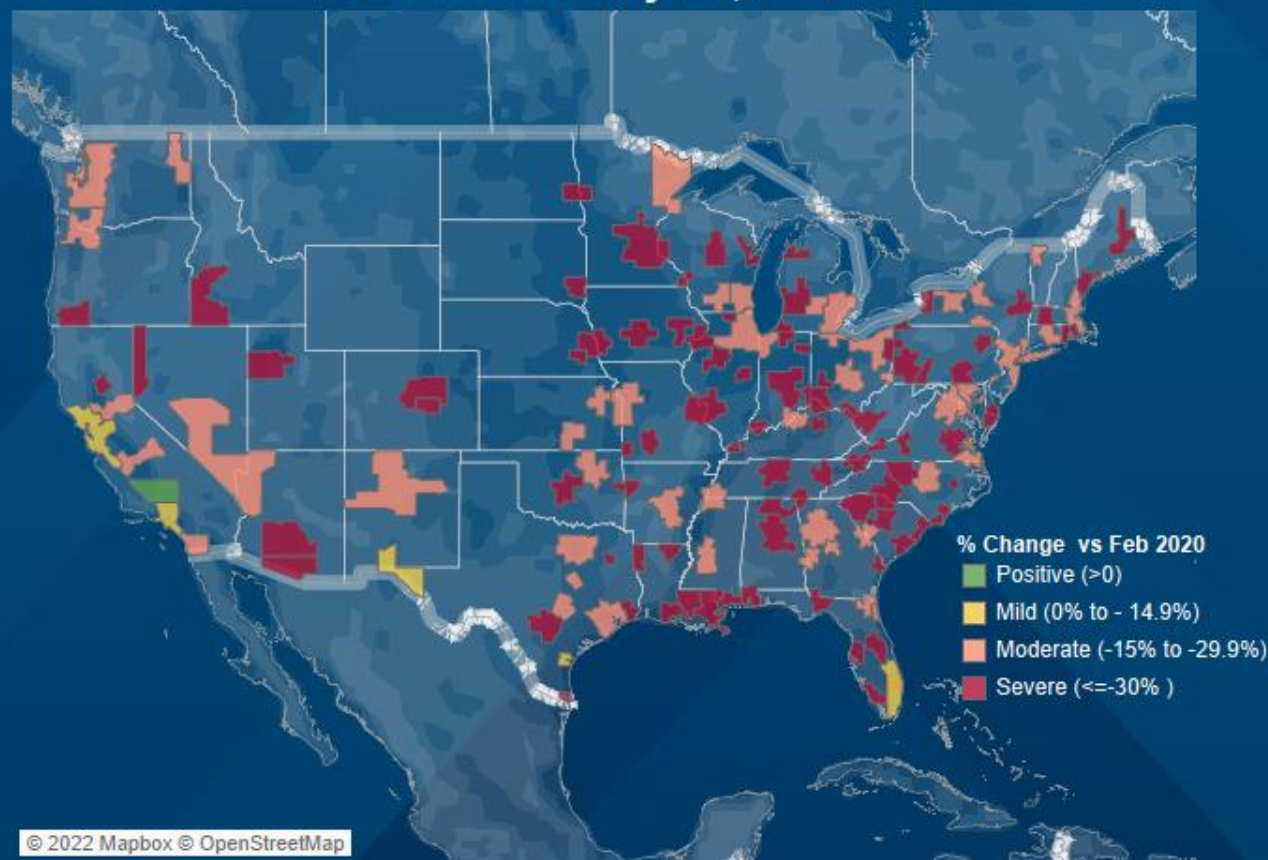 % Change vs Feb 2020
Positive (>0)
Mild (0% to - 14.9%)
Moderate (-15% to -29.9%)
Severe (<=-30% )
© 2022 Mapbox © OpenStreetMap